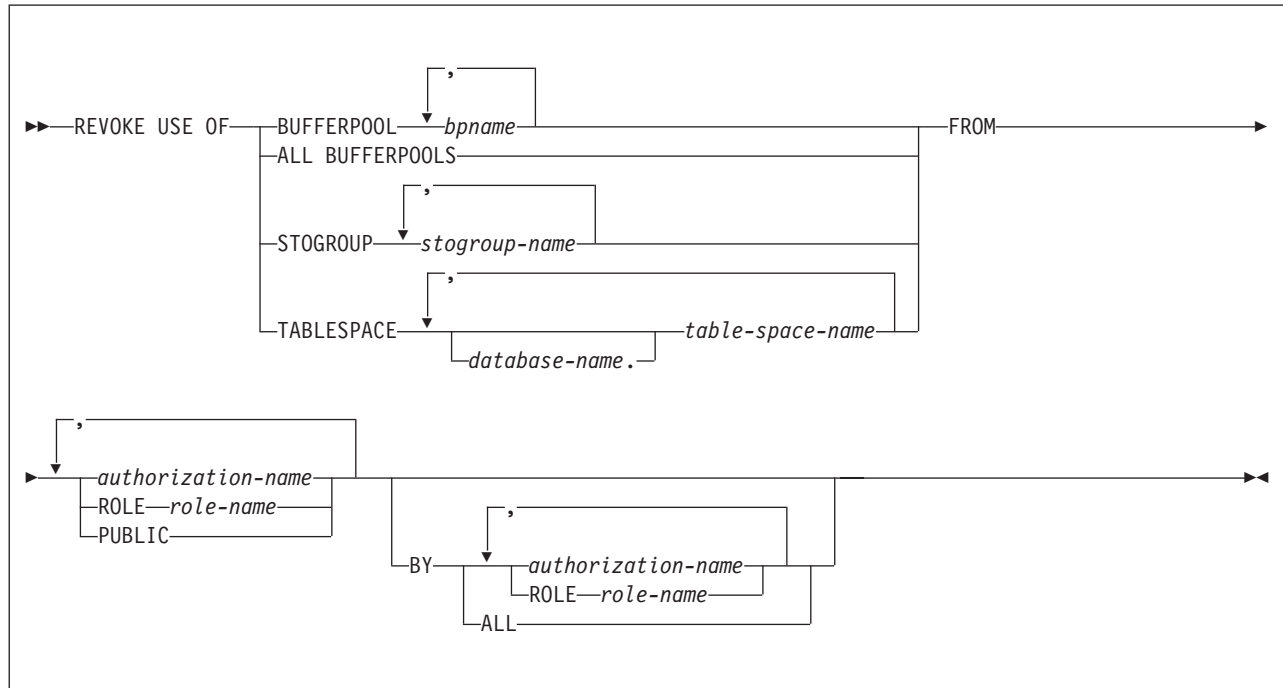 ,
REVOKE USE OF BUFFERPOOL bpname FROM
ALL BUFFERPOOLS
,
STOGROUP stogroup-name
,
TABLESPACE table-space-name
database-name.
,
authorization-name
ROLE role-name
PUBLIC
,
BY authorization-name
ROLE role-name
ALL